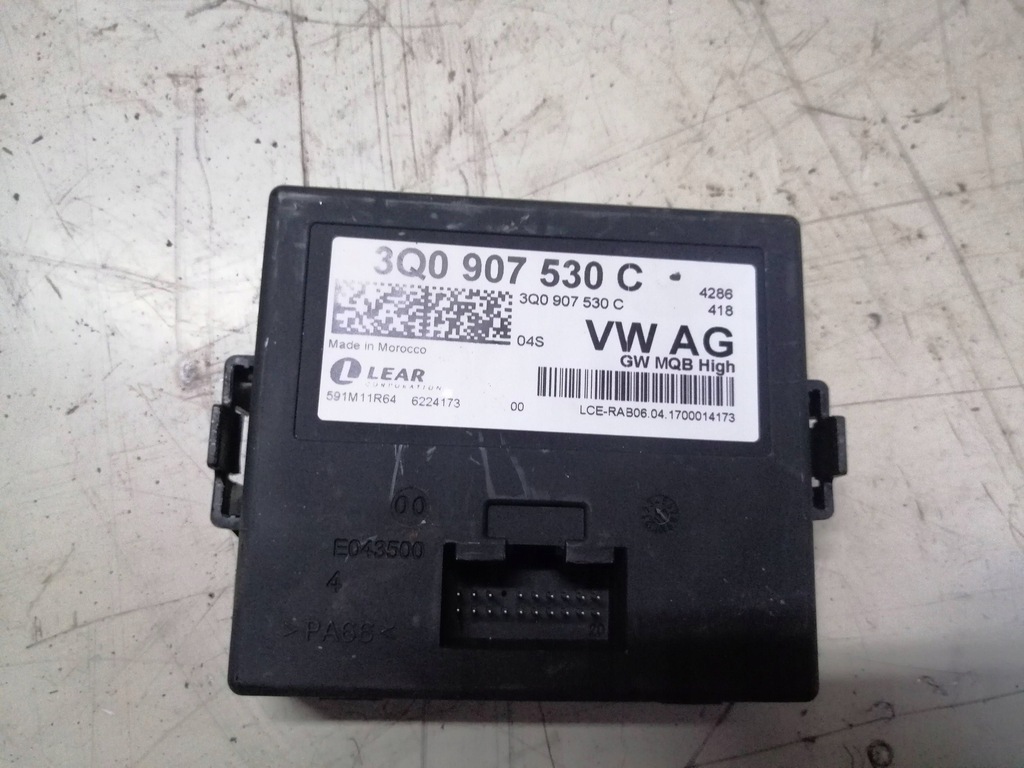 3Q0 907 530 C
3Q0 907 530 C
4286
418
04S
VW AG
GW MQB High
Made in Morocco
LEAR
CORPORATION
591M11R64 6224173 00
LCE-RAB06.04.1700014173
00
E043500
4
>PA66<
20